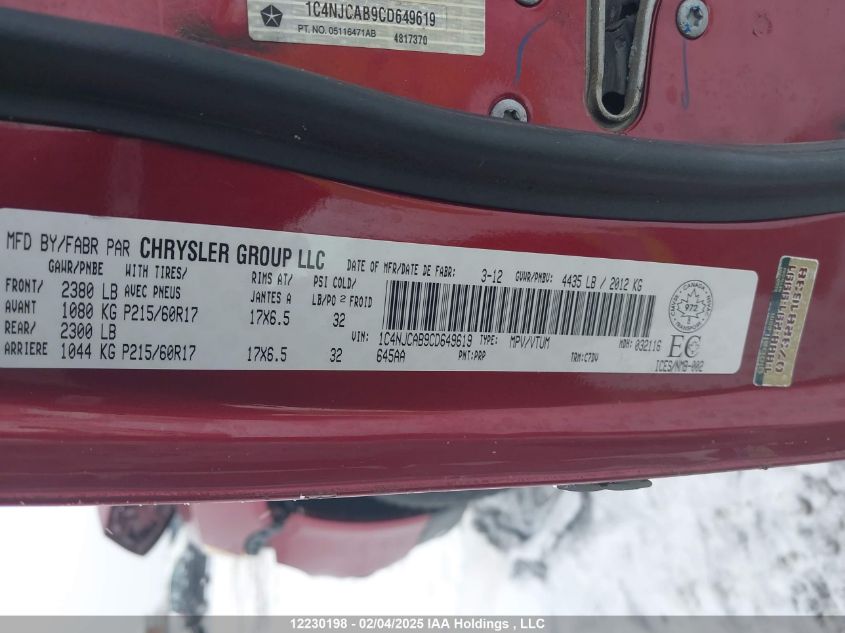 1C4NJCAB9CD649619
PT. NO. 05116471AB 4817370
MFD BY/FABR PAR CHRYSLER GROUP LLC
DATE OF MFR/DATE DE FABR: 3-12 GVWR/PNBV: 4435 LB / 2012 KG
GAWR/PNBE WITH TIRES/ RIMS AT/ PSI COLD/
AVEC PNEUS JANTES A LB/PO 2 FROID
FRONT/ 2380 LB
AVANT 1080 KG P215/60R17 17X6.5 32
REAR/ 2300 LB
ARRIERE 1044 KG P215/60R17 17X6.5 32
VIN: 1C4NJCAB9CD649619 TYPE: MPV/VTUM MDH: 032116
645AA PNT:PRP TRM:C7DV
CANADA
TRANSPORT
972
EC
ICES/NMB-002
12230198 - 02/04/2025 IAA Holdings , LLC